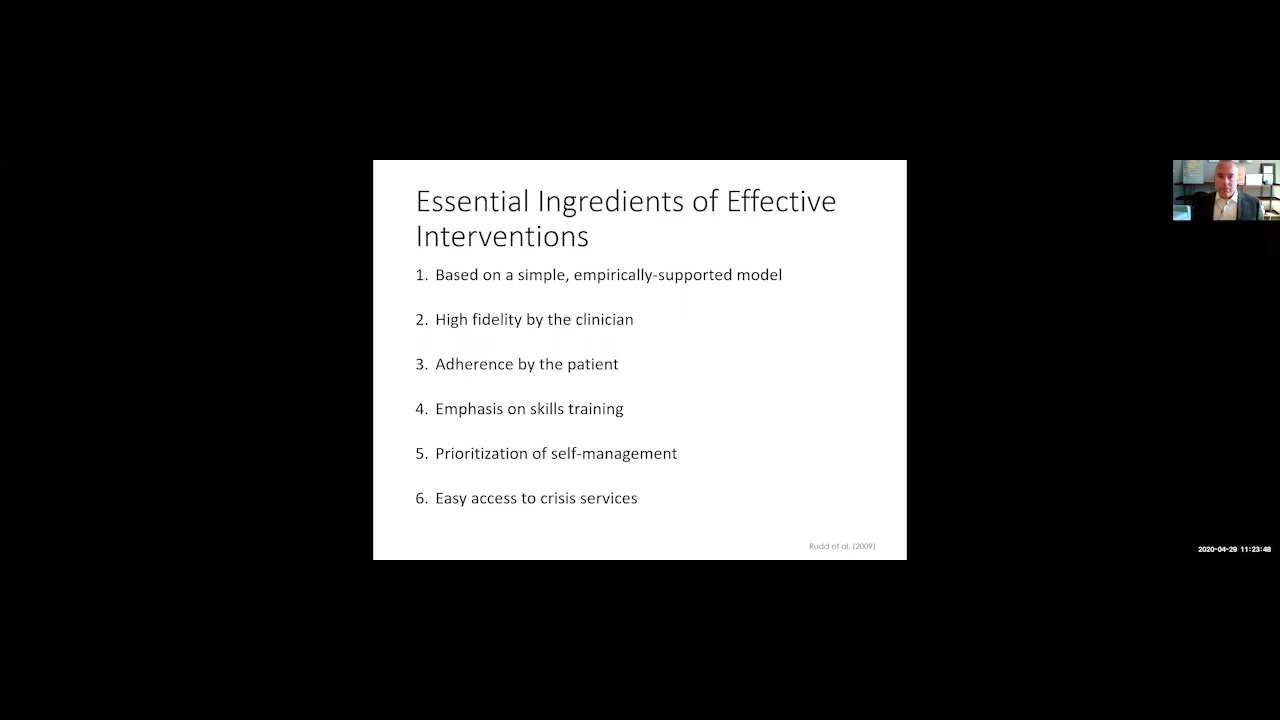 Essential Ingredients of Effective
Interventions
1. Based on a simple, empirically-supported model
2. High fidelity by the clinician
3. Adherence by the patient
4. Emphasis on skills training
5. Prioritization of self-management
6. Easy access to crisis services
Rudd et al, (2009)
2020-04-29 11:23:48